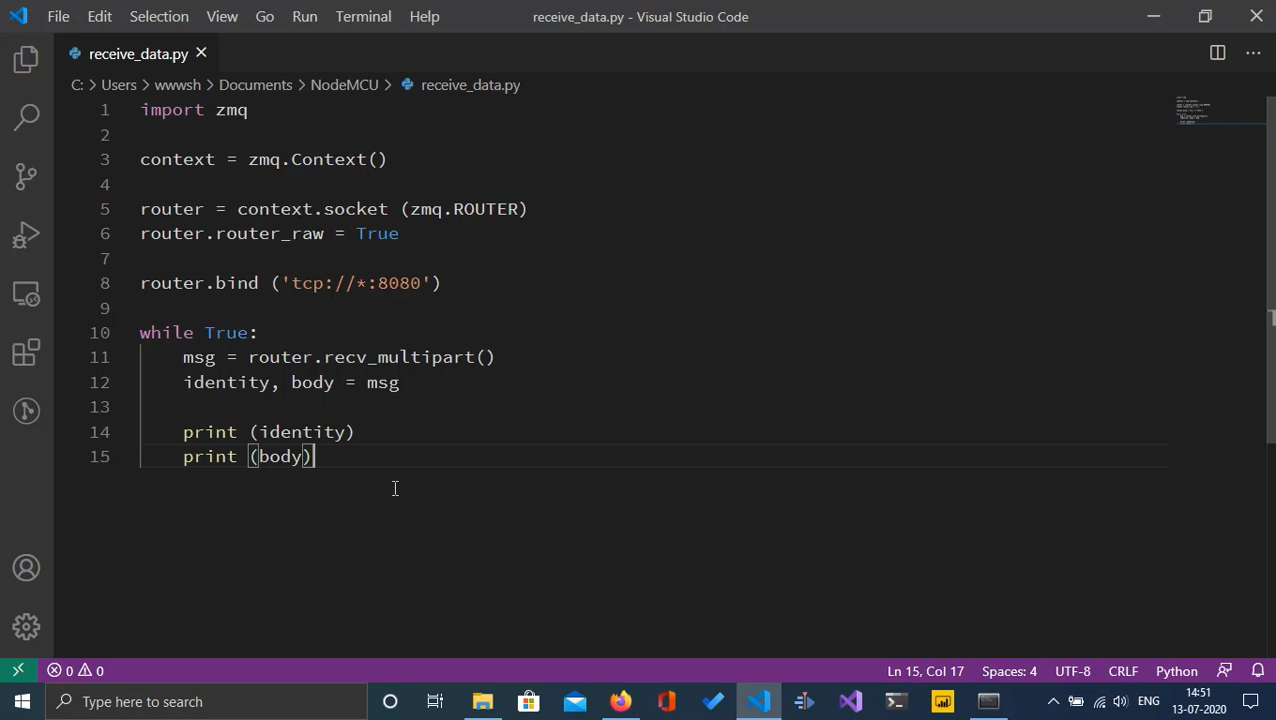 File Edit Selection View Go Run Terminal Help receive_data.py - Visual Studio Code
receive_data.py
C: > Users > wwwsh > Documents > NodeMCU > receive_data.py
1 import zmq
2
3 context = zmq.Context()
4
5 router = context.socket (zmq.ROUTER)
6 router.router_raw = True
7
8 router.bind ('tcp://*:8080')
9
10 while True:
11 msg = router.recv_multipart()
12 identity, body = msg
13
14 print (identity)
15 print (body)
0 0 Ln 15, Col 17 Spaces: 4 UTF-8 CRLF Python
Type here to search ENG 14:51
13-07-2020